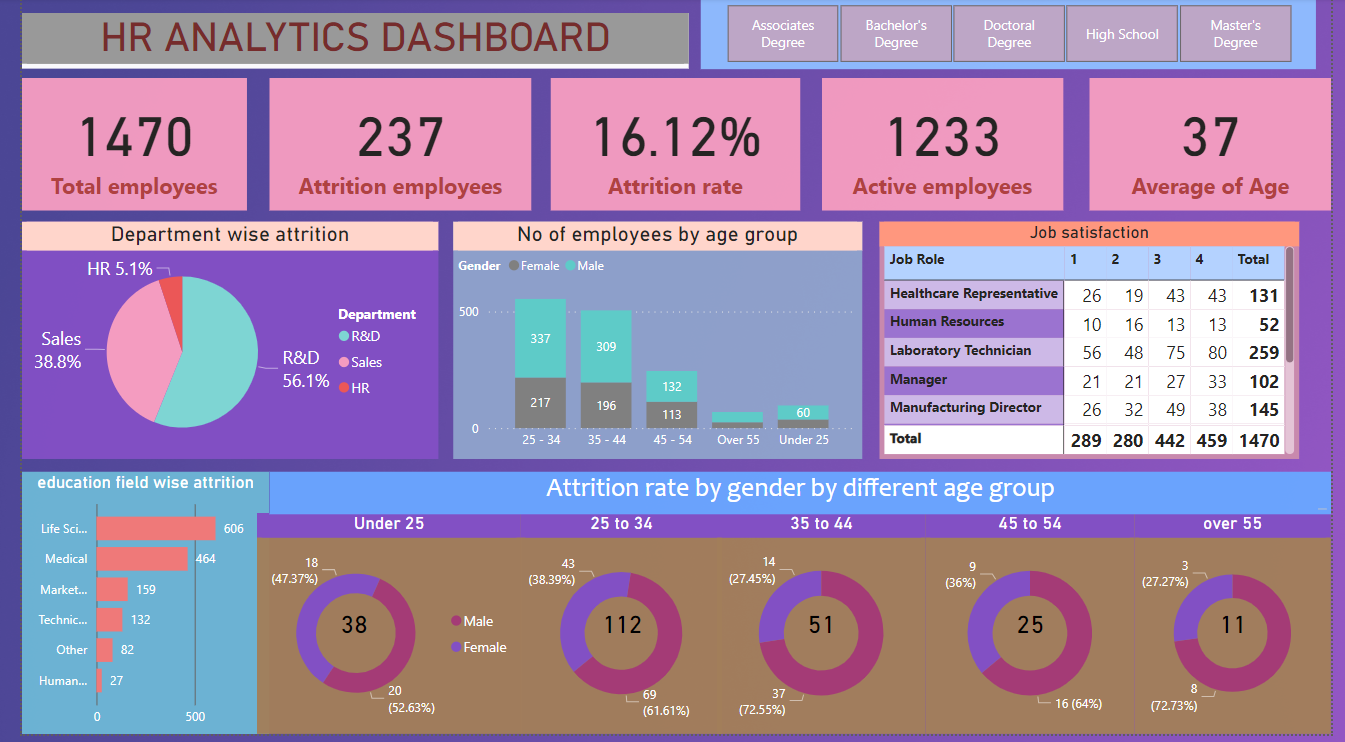 HR ANALYTICS DASHBOARD
Associates
Degree
Bachelor's
Degree
Doctoral
Degree
High School
Master's
Degree
1470
Total employees
237
Attrition employees
16.12%
Attrition rate
1233
Active employees
37
Average of Age
Department wise attrition
HR 5.1%
Sales
38.8%
R&D
56.1%
Department
R&D
Sales
HR
No of employees by age group
Gender Female Male
500
0
337
217
309
196
132
113
60
25 - 34 35 - 44 45 - 54 Over 55 Under 25
Job satisfaction
Job Role 1 2 3 4 Total
Healthcare Representative 26 19 43 43 131
Human Resources 10 16 13 13 52
Laboratory Technician 56 48 75 80 259
Manager 21 21 27 33 102
Manufacturing Director 26 32 49 38 145
Total 289 280 442 459 1470
education field wise attrition
Life Sci... 606
Medical 464
Market... 159
Technic... 132
Other 82
Human... 27
0 500
Attrition rate by gender by different age group
Under 25
18
(47.37%)
38
20
(52.63%)
Male
Female
25 to 34
43
(38.39%)
112
69
(61.61%)
35 to 44
14
(27.45%)
51
37
(72.55%)
45 to 54
9
(36%)
25
16 (64%)
over 55
3
(27.27%)
11
8
(72.73%)